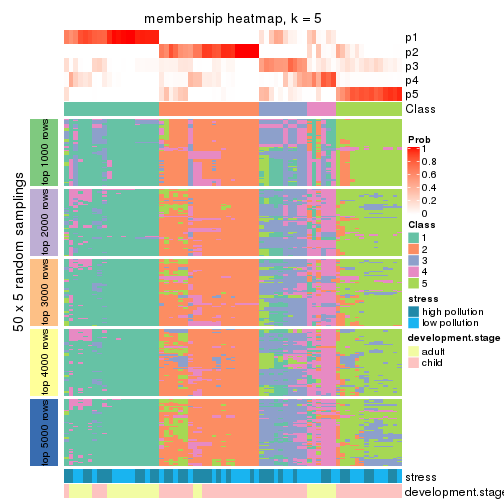 membership heatmap, k = 5
p1
p2
p3
p4
p5
Class
50 x 5 random samplings
top 1000 rows
top 2000 rows
top 3000 rows
top 4000 rows
top 5000 rows
Prob
1
0.8
0.6
0.4
0.2
0
Class
1
2
3
4
5
stress
high pollution
low pollution
development.stage
adult
child
stress
development.stage